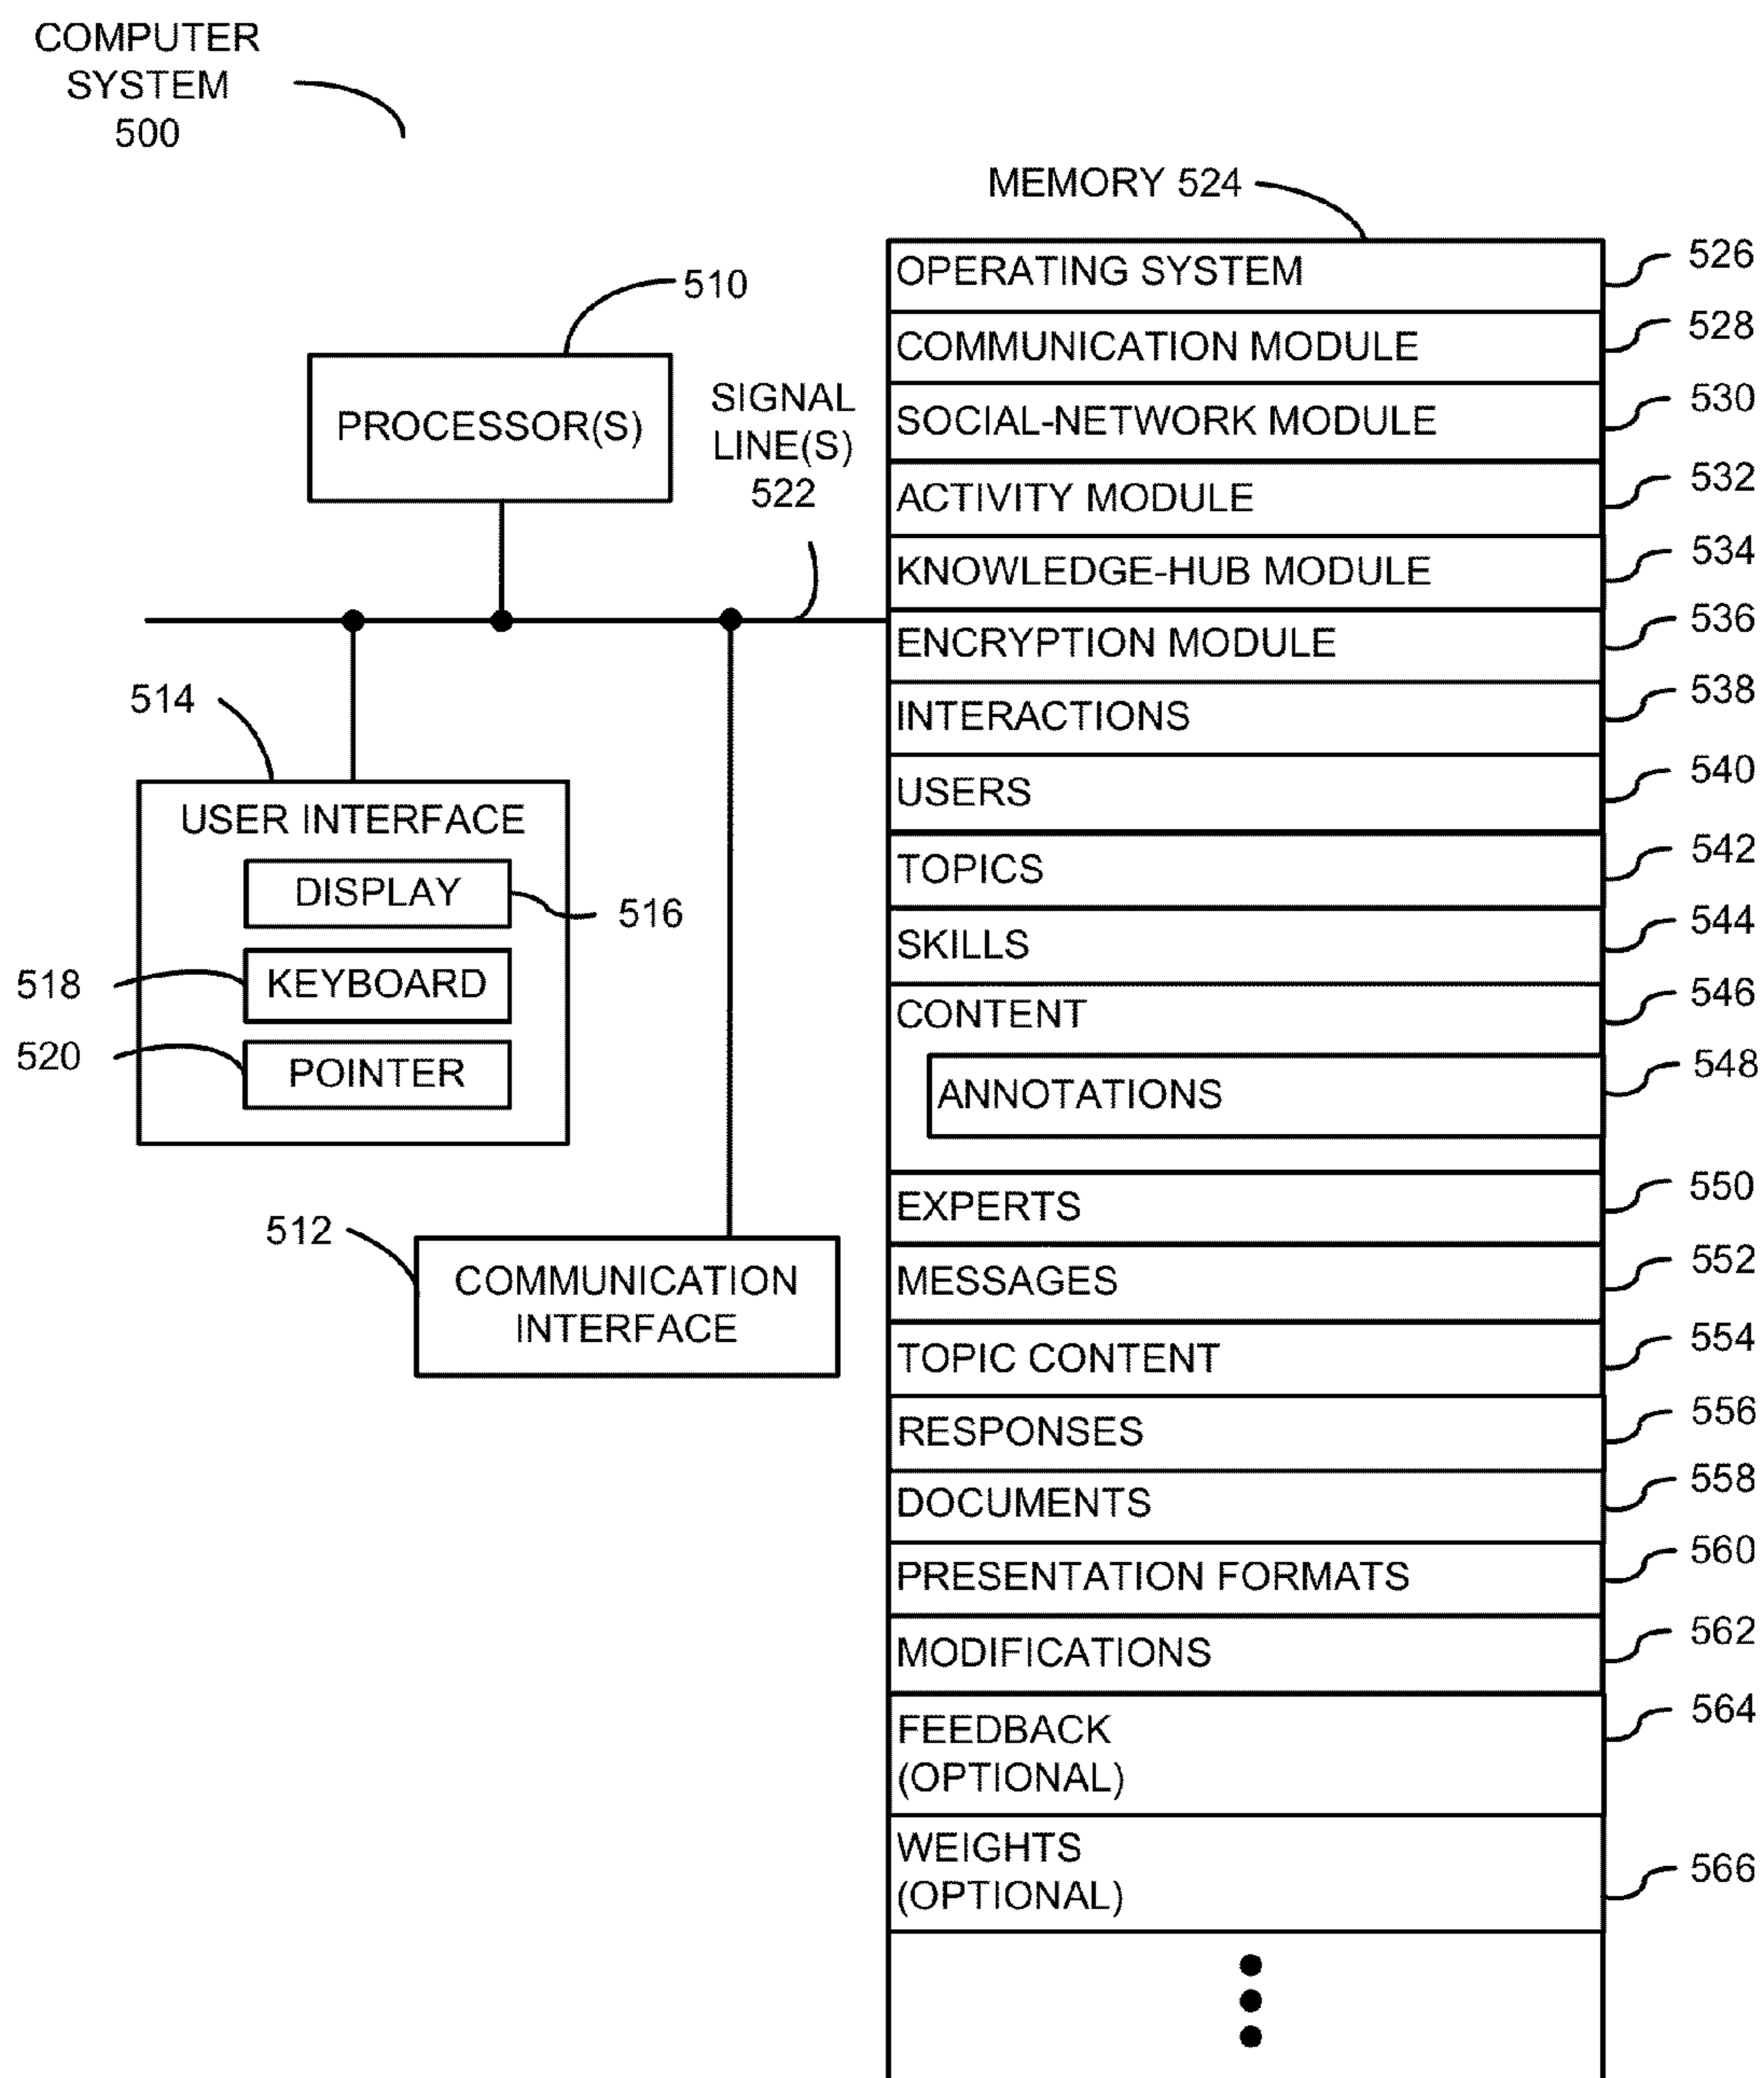 COMPUTER
SYSTEM
500
MEMORY 524
510
PROCESSOR(S)
SIGNAL
LINE(S)
522
514
USER INTERFACE
DISPLAY
516
518
KEYBOARD
520
POINTER
512
COMMUNICATION
INTERFACE
OPERATING SYSTEM
526
COMMUNICATION MODULE
528
SOCIAL-NETWORK MODULE
530
ACTIVITY MODULE
532
KNOWLEDGE-HUB MODULE
534
ENCRYPTION MODULE
536
INTERACTIONS
538
USERS
540
TOPICS
542
SKILLS
544
CONTENT
546
ANNOTATIONS
548
EXPERTS
550
MESSAGES
552
TOPIC CONTENT
554
RESPONSES
556
DOCUMENTS
558
PRESENTATION FORMATS
560
MODIFICATIONS
562
FEEDBACK
(OPTIONAL)
564
WEIGHTS
(OPTIONAL)
566